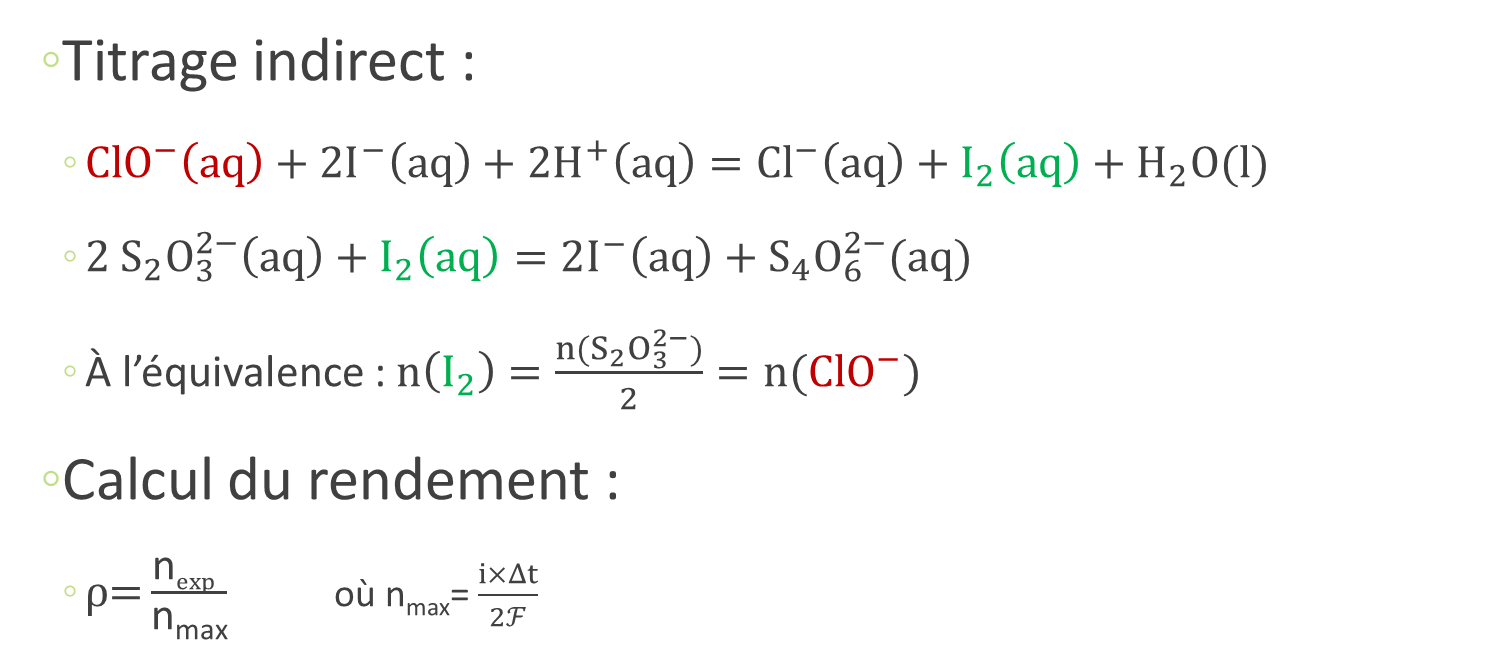 ◦Titrage indirect :
◦ ClO⁻(aq) + 2I⁻(aq) + 2H⁺(aq) = Cl⁻(aq) + I₂(aq) + H₂O(l)
◦ 2 S₂O₃²⁻(aq) + I₂(aq) = 2I⁻(aq) + S₄O₆²⁻(aq)
◦ À l’équivalence : n(I₂) = n(S₂O₃²⁻)/2 = n(ClO⁻)
◦Calcul du rendement :
◦ ρ= n_exp/n_max où n_max= i×Δt/2ℱ